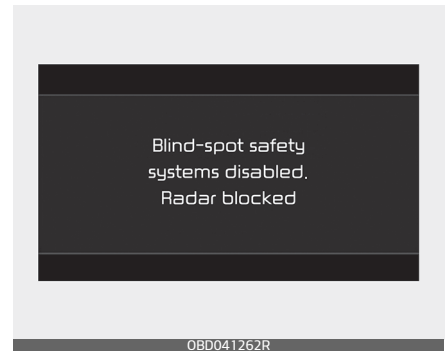 Blind-spot safety
systems disabled.
Radar blocked
OBD041262R